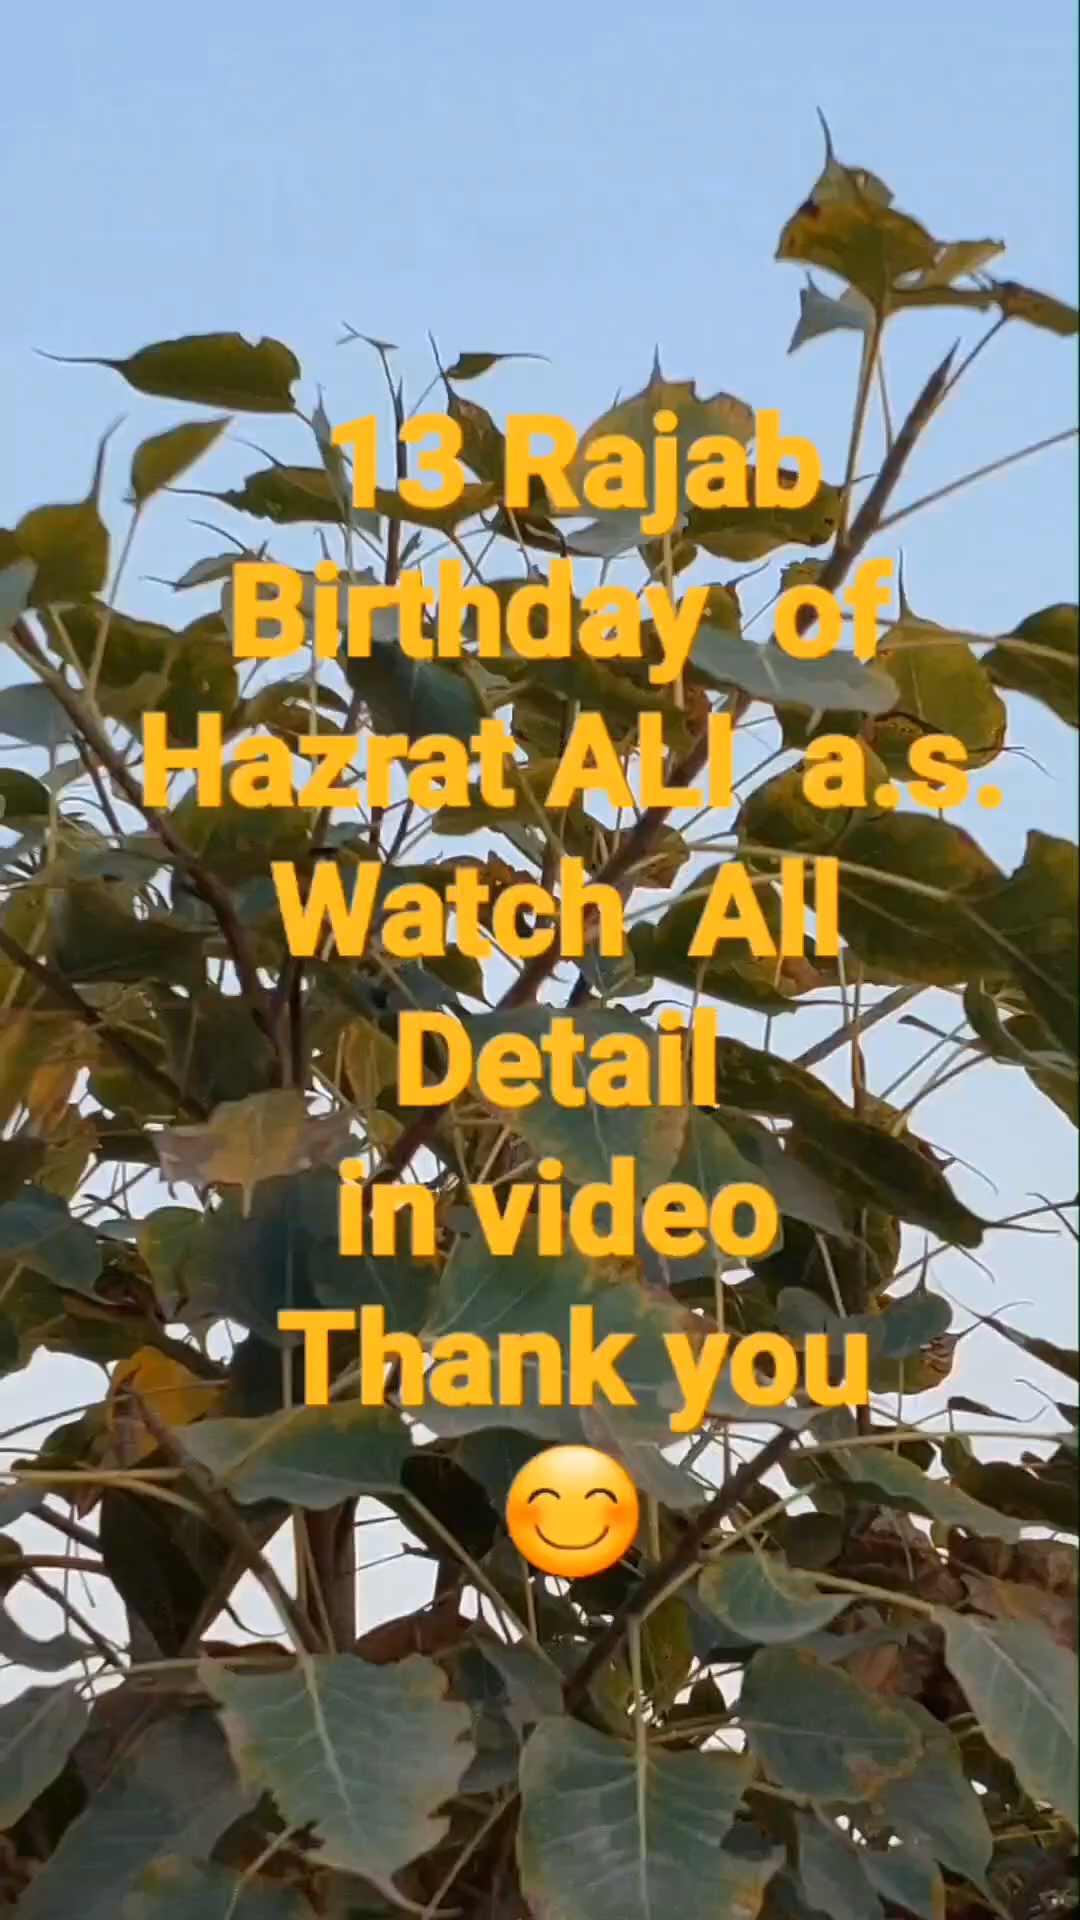 13 Rajab
Birthday of
Hazrat ALI a.s.
Watch All
Detail
in video
Thank you
😊